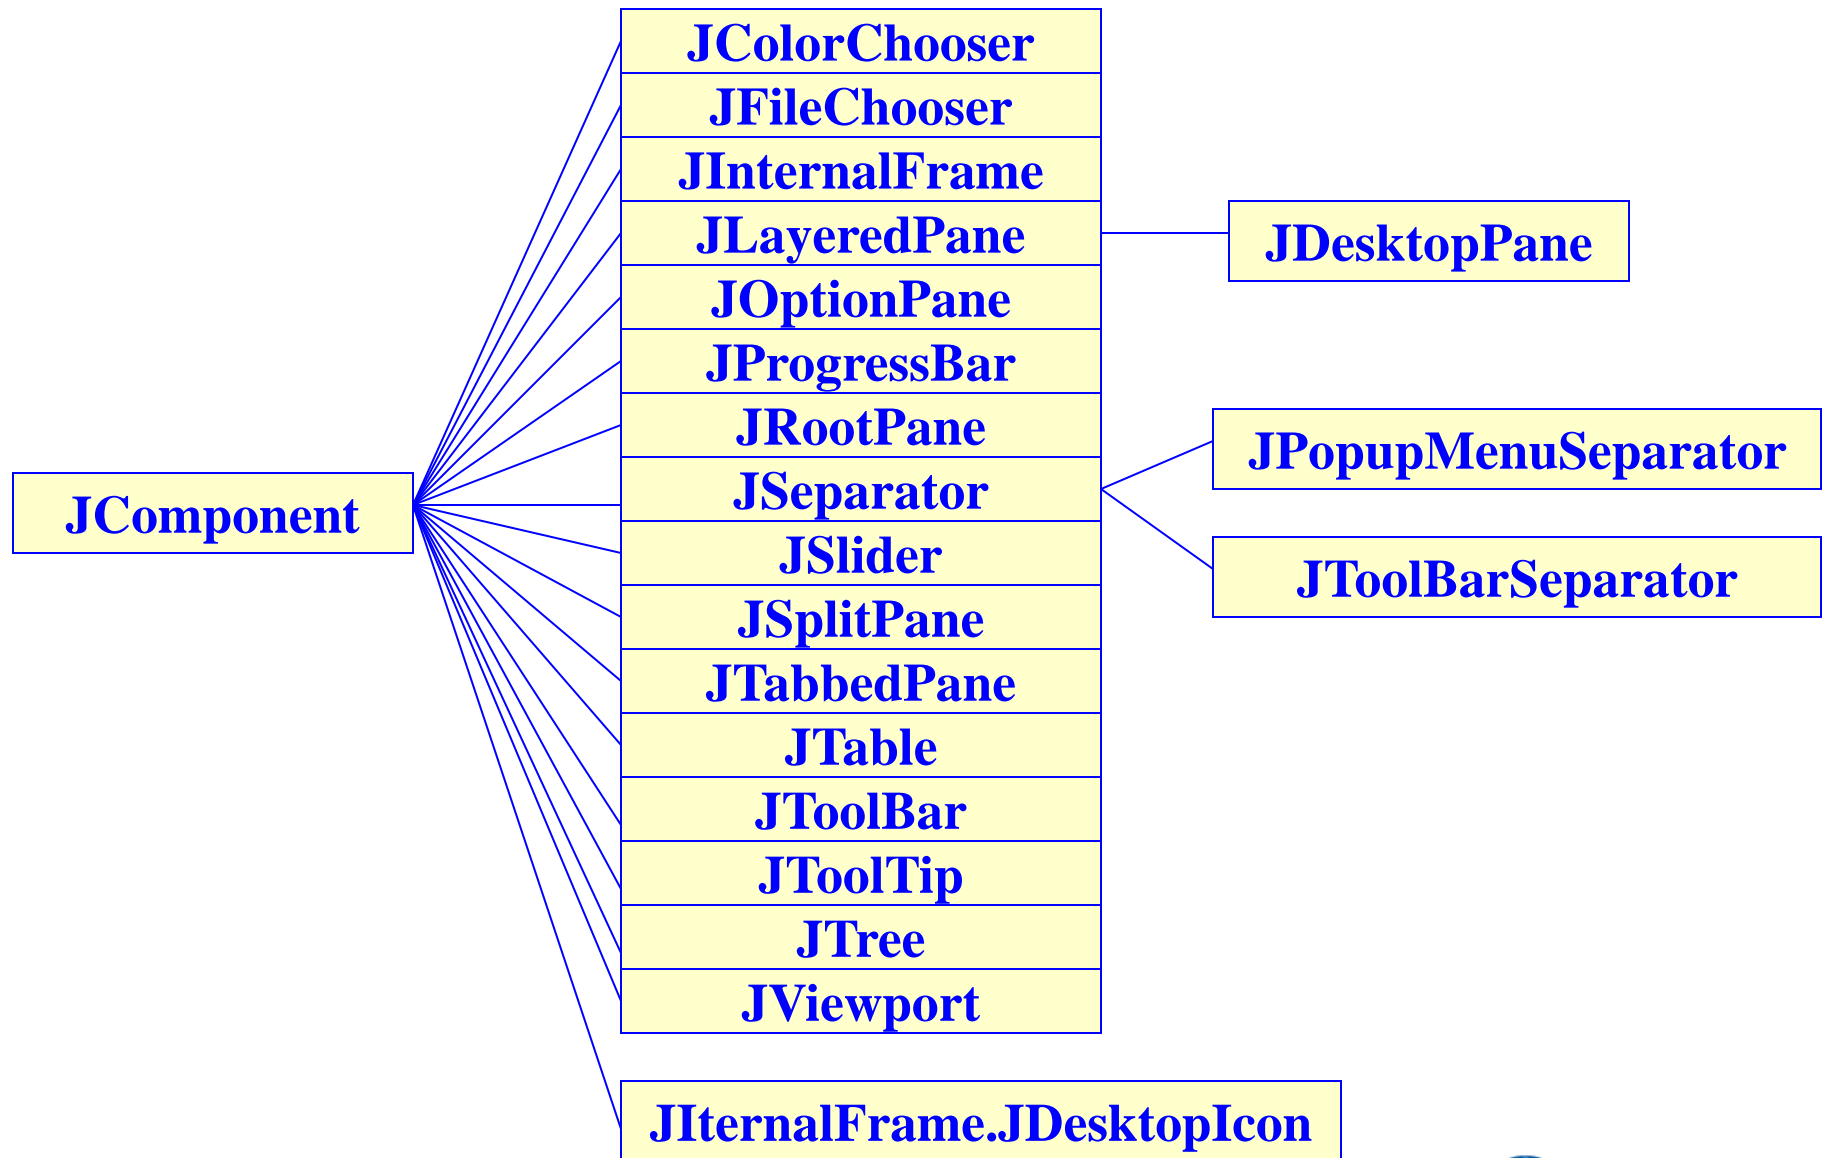 JComponent
JColorChooser
JFileChooser
JInternalFrame
JLayeredPane
JOptionPane
JProgressBar
JRootPane
JSeparator
JSlider
JSplitPane
JTabbedPane
JTable
JToolBar
JToolTip
JTree
JViewport
JIternalFrame.JDesktopIcon
JDesktopPane
JPopupMenuSeparator
JToolBarSeparator